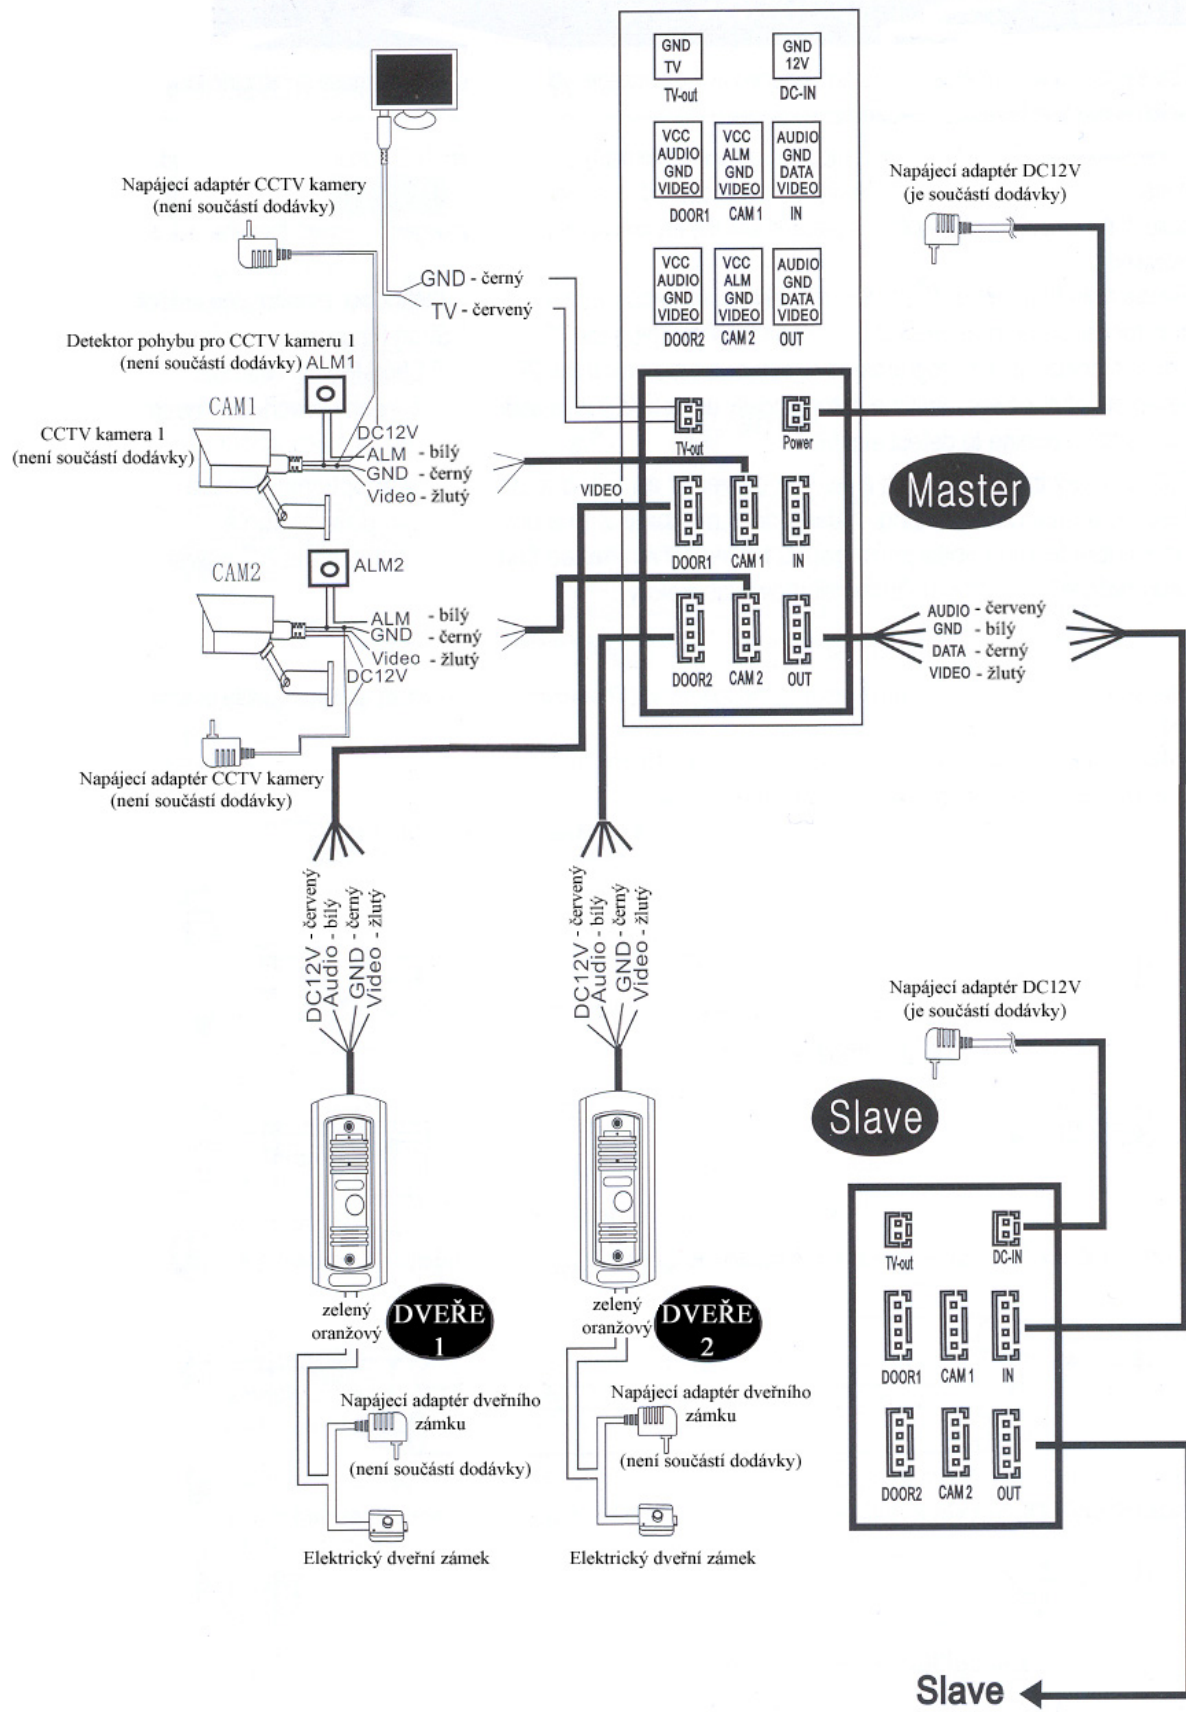 GND
TV
TV-out
GND
12V
DC-IN
VCC
AUDIO
GND
VIDEO
DOOR1
VCC
ALM
GND
VIDEO
CAM 1
AUDIO
GND
DATA
VIDEO
IN
VCC
AUDIO
GND
VIDEO
DOOR2
VCC
ALM
GND
VIDEO
CAM 2
AUDIO
GND
DATA
VIDEO
OUT
Napájecí adaptér CCTV kamery
(není součástí dodávky)
Napájecí adaptér DC12V
(je součástí dodávky)
GND - černý
TV - červený
Detektor pohybu pro CCTV kameru 1
(není součástí dodávky) ALM1
CAM1
CCTV kamera 1
(není součástí dodávky)
DC12V
ALM - bílý
GND - černý
Video - žlutý
VIDEO
TV-out
Power
Master
DOOR1
CAM 1
IN
DOOR2
CAM 2
OUT
CAM2
ALM2
ALM - bílý
GND - černý
Video - žlutý
DC12V
AUDIO - červený
GND - bílý
DATA - černý
VIDEO - žlutý
Napájecí adaptér CCTV kamery
(není součástí dodávky)
DC12V - červený
Audio - bílý
GND - černý
Video - žlutý
DC12V - červený
Audio - bílý
GND - černý
Video - žlutý
Napájecí adaptér DC12V
(je součástí dodávky)
Slave
TV-out
DC-IN
DOOR1
CAM 1
IN
DOOR2
CAM 2
OUT
zelený
oranžový
DVEŘE
1
zelený
oranžový
DVEŘE
2
Napájecí adaptér dveřního
zámku
(není součástí dodávky)
Elektrický dveřní zámek
Napájecí adaptér dveřního
zámku
(není součástí dodávky)
Elektrický dveřní zámek
Slave